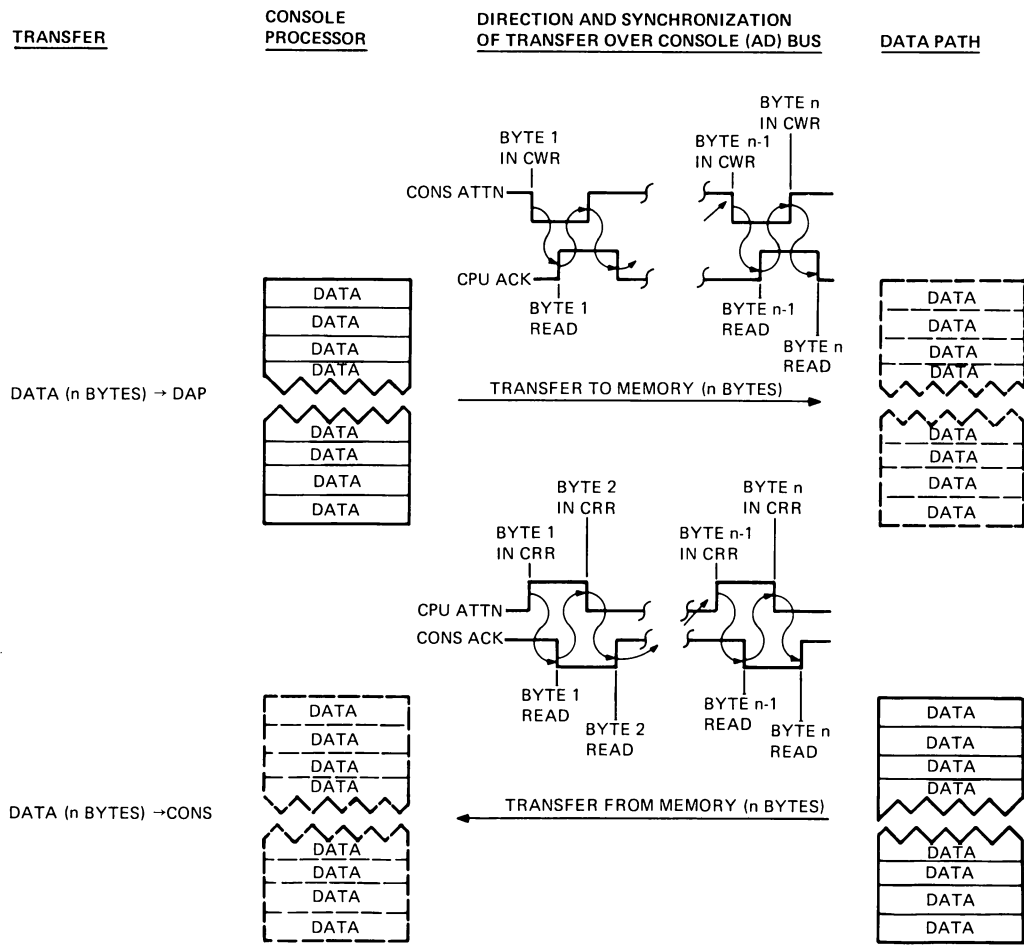 TRANSFER
CONSOLE
PROCESSOR
DIRECTION AND SYNCHRONIZATION
OF TRANSFER OVER CONSOLE (AD) BUS
DATA PATH
BYTE 1
IN CWR
BYTE n-1
IN CWR
BYTE n
IN CWR
CONS ATTN
CPU ACK
BYTE 1
READ
BYTE n-1
READ
BYTE n
READ
DATA (n BYTES) → DAP
DATA
DATA
DATA
DATA
DATA
DATA
DATA
DATA
TRANSFER TO MEMORY (n BYTES)
DATA
DATA
DATA
DATA
DATA
DATA
DATA
DATA
BYTE 1
IN CRR
BYTE 2
IN CRR
BYTE n-1
IN CRR
BYTE n
IN CRR
CPU ATTN
CONS ACK
BYTE 1
READ
BYTE 2
READ
BYTE n-1
READ
BYTE n
READ
DATA (n BYTES) →CONS
DATA
DATA
DATA
DATA
DATA
DATA
DATA
DATA
TRANSFER FROM MEMORY (n BYTES)
DATA
DATA
DATA
DATA
DATA
DATA
DATA
DATA